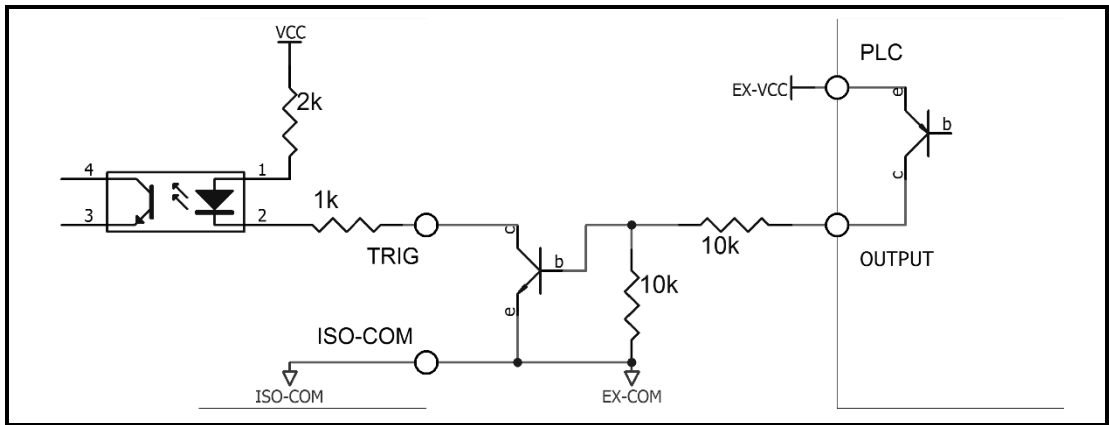 VCC
PLC
2k
EX-VCC
e
b
c
4
1
1k
3
2
TRIG
c
b
10k
10k
OUTPUT
e
ISO-COM
ISO-COM
EX-COM